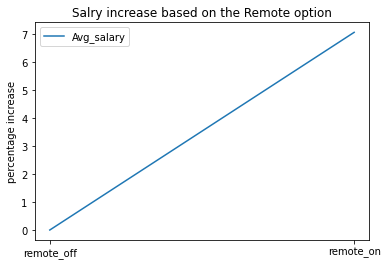 Salry increase based on the Remote option
Avg_salary
percentage increase
7
6
5
4
3
2
1
0
remote_off
remote_on